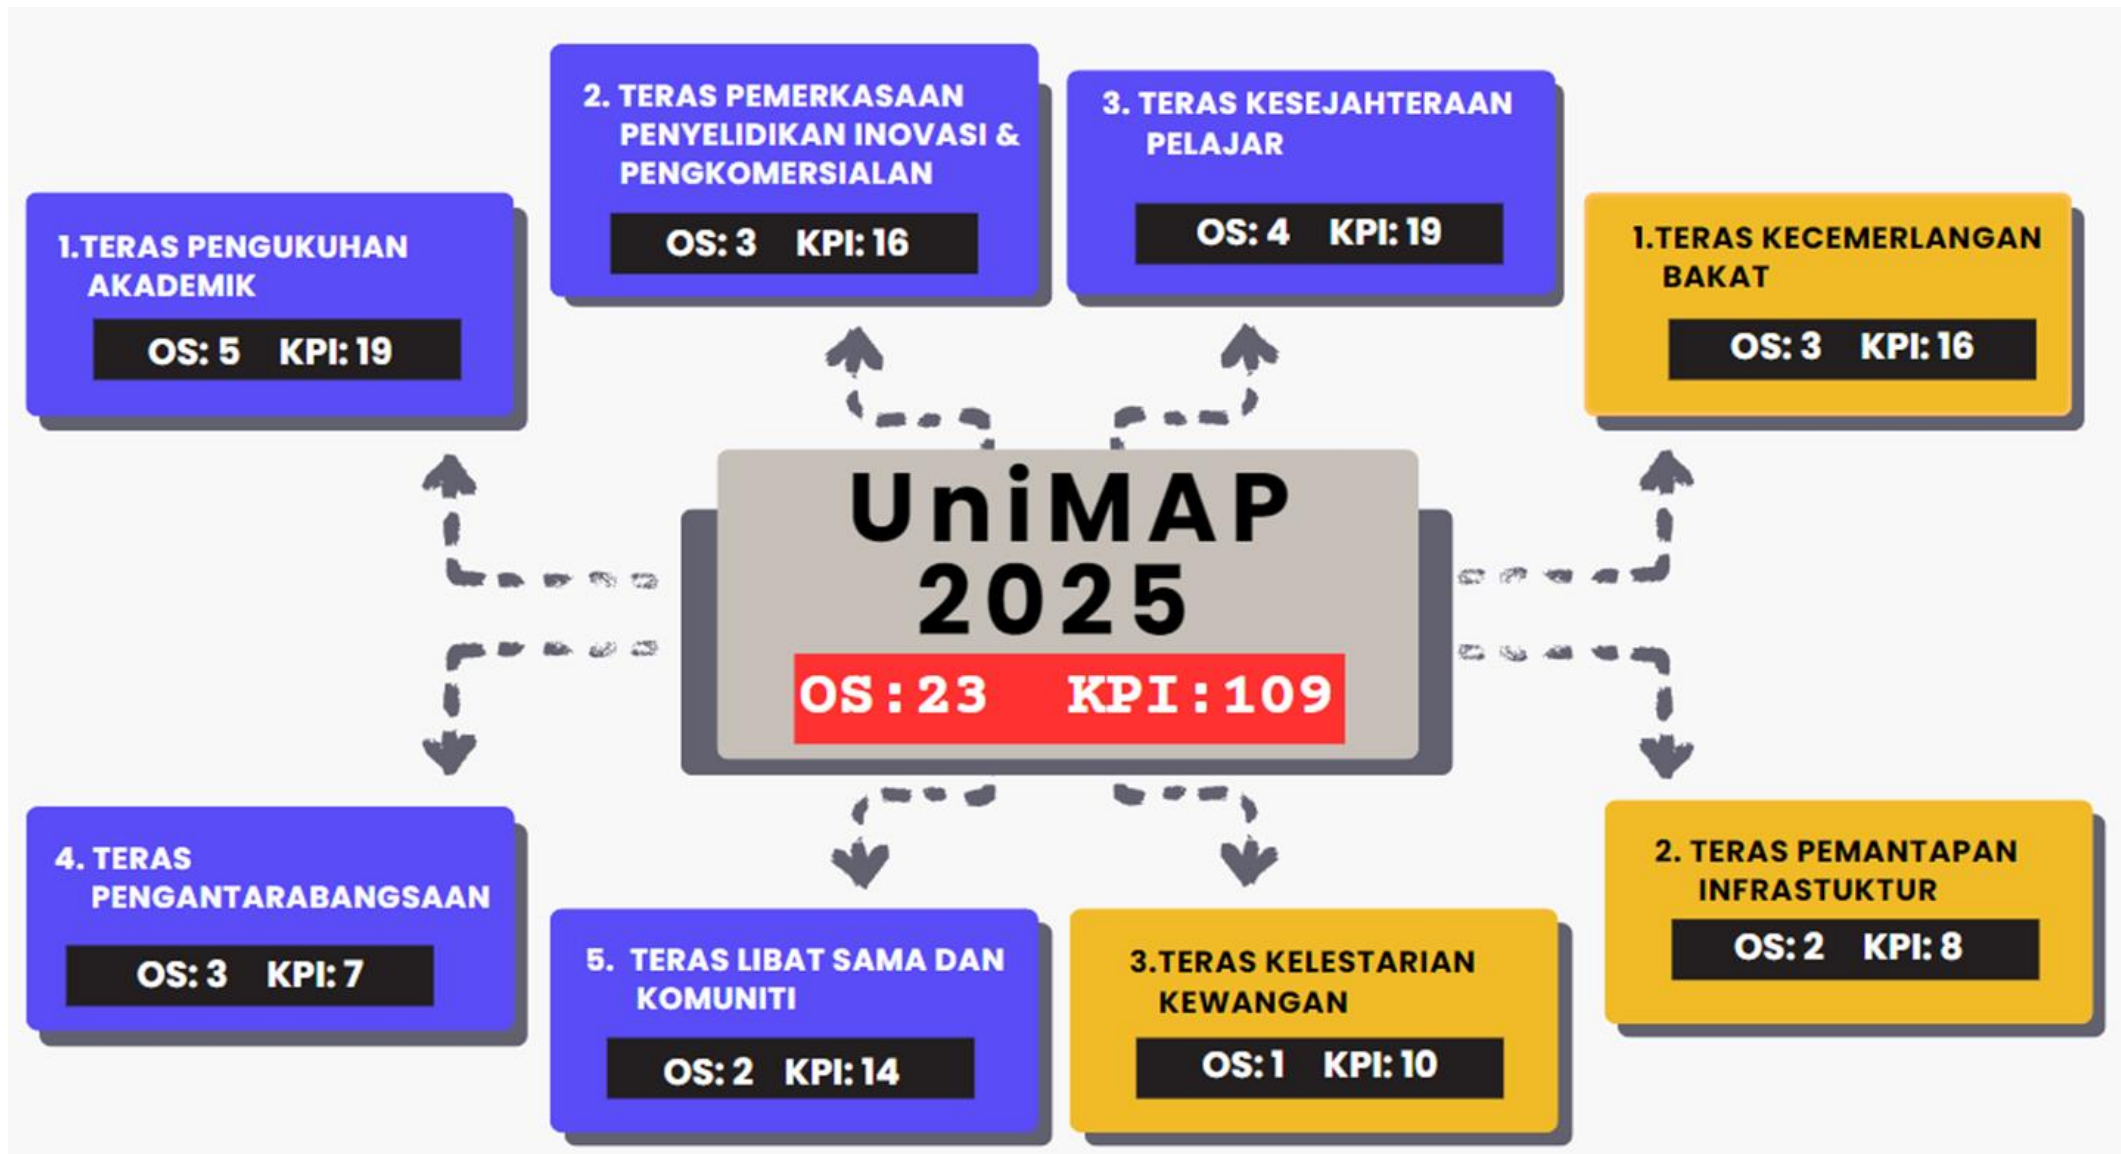 2. TERAS PEMERKASAAN
PENYELIDIKAN INOVASI &
PENGKOMERSIALAN
OS: 3 KPI: 16
3. TERAS KESEJAHTERAAN
PELAJAR
OS: 4 KPI: 19
1.TERAS PENGUKUHAN
AKADEMIK
OS: 5 KPI: 19
1.TERAS KECEMERLANGAN
BAKAT
OS: 3 KPI: 16
UniMAP
2025
OS:23 KPI:109
4. TERAS
PENGANTARABANGSAAN
OS: 3 KPI: 7
5. TERAS LIBAT SAMA DAN
KOMUNITI
OS: 2 KPI: 14
3.TERAS KELESTARIAN
KEWANGAN
OS: 1 KPI: 10
2. TERAS PEMANTAPAN
INFRASTUKTUR
OS: 2 KPI: 8